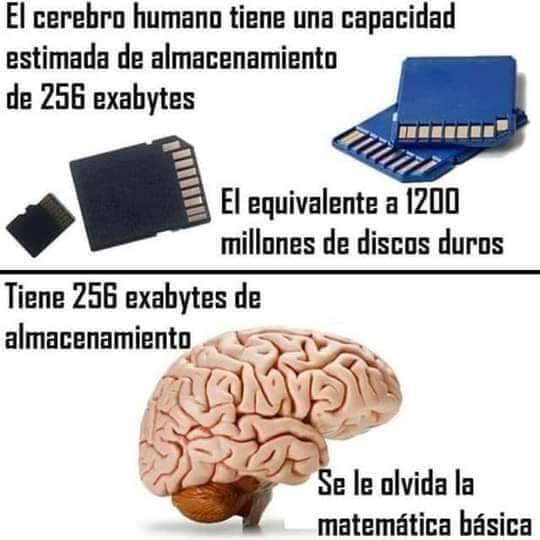 El cerebro humano tiene una capacidad
estimada de almacenamiento
de 256 exabytes
El equivalente a 1200
millones de discos duros
Tiene 256 exabytes de
almacenamiento
Se le olvida la
matemática básica